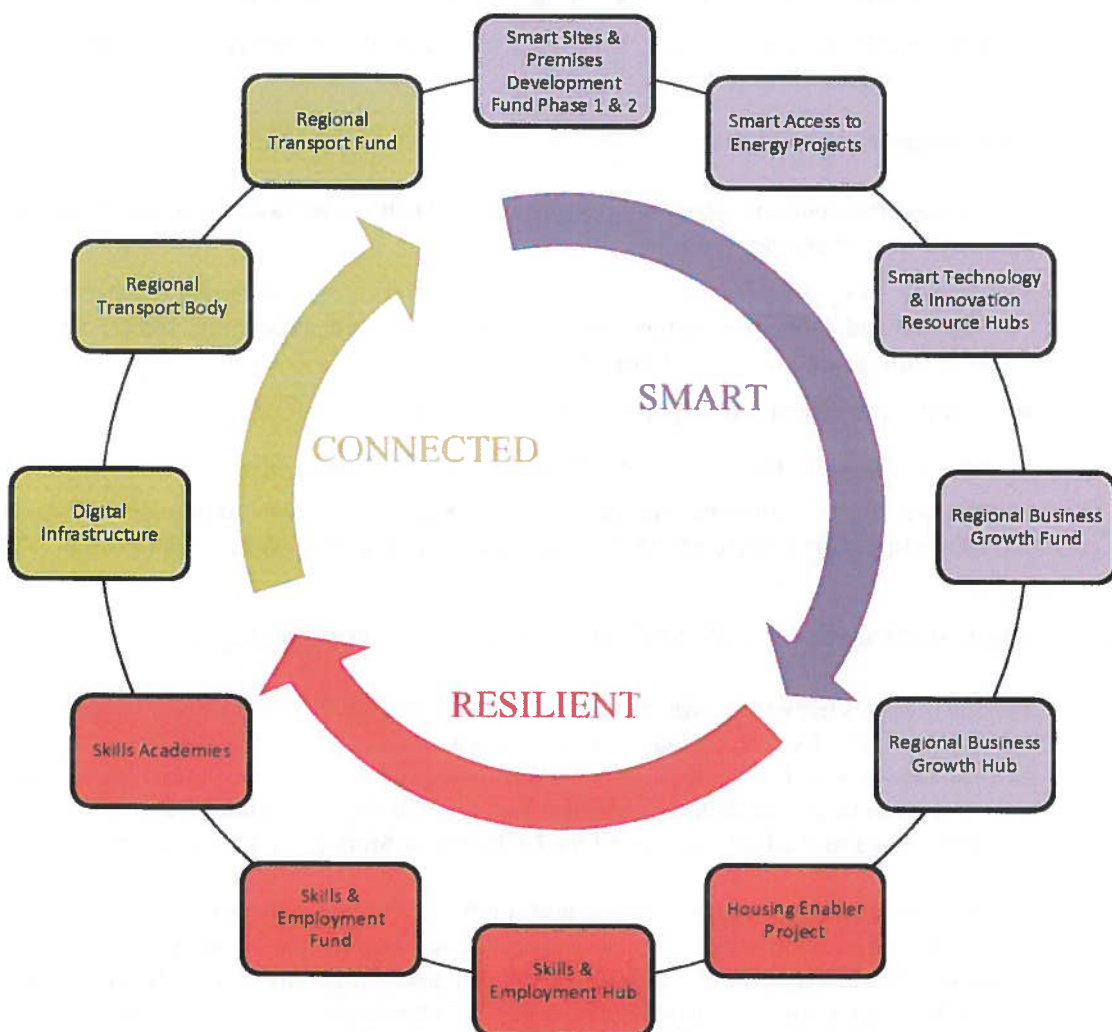 Smart Sites &
Premises
Development
Fund Phase 1 & 2
Smart Access to
Energy Projects
Smart Technology
& Innovation
Resource Hubs
Regional Business
Growth Fund
Regional Business
Growth Hub
Housing Enabler
Project
Skills &
Employment Hub
Skills &
Employment
Fund
Skills Academies
Digital
Infrastructure
Regional
Transport Body
Regional
Transport Fund
SMART
RESILIENT
CONNECTED